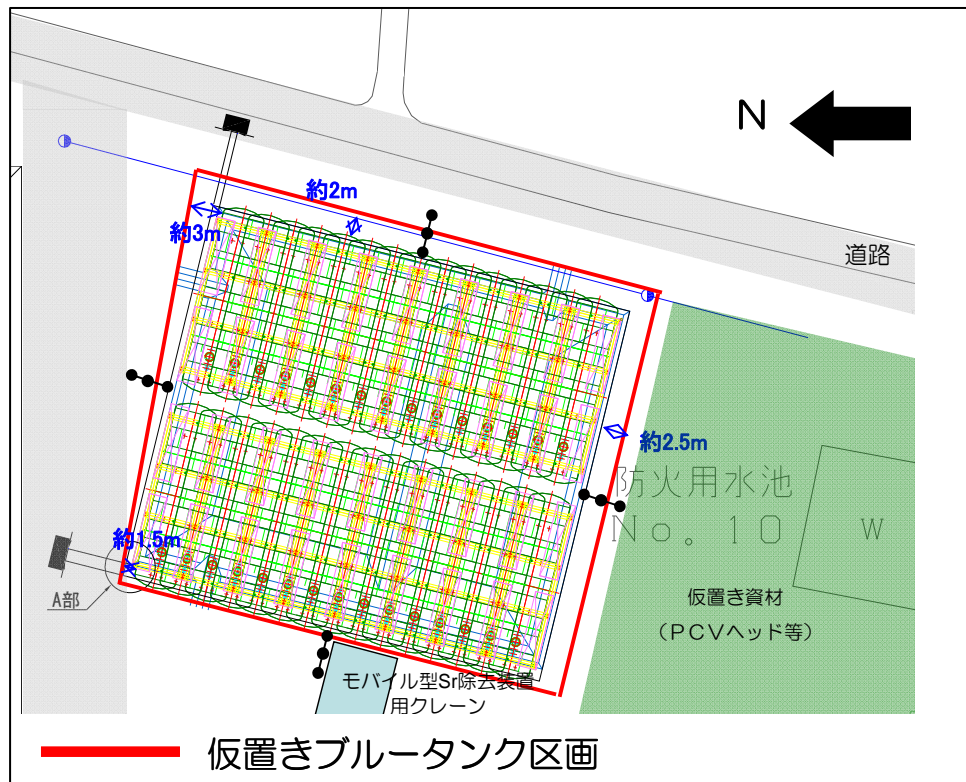 N
約2m
約3m
道路
約2.5m
防火用水池
No。10 W
約1.5m
A部
仮置き資材
（PCVヘッド等）
モバイル型Sr除去装置
用クレーン
仮置きブルータンク区画